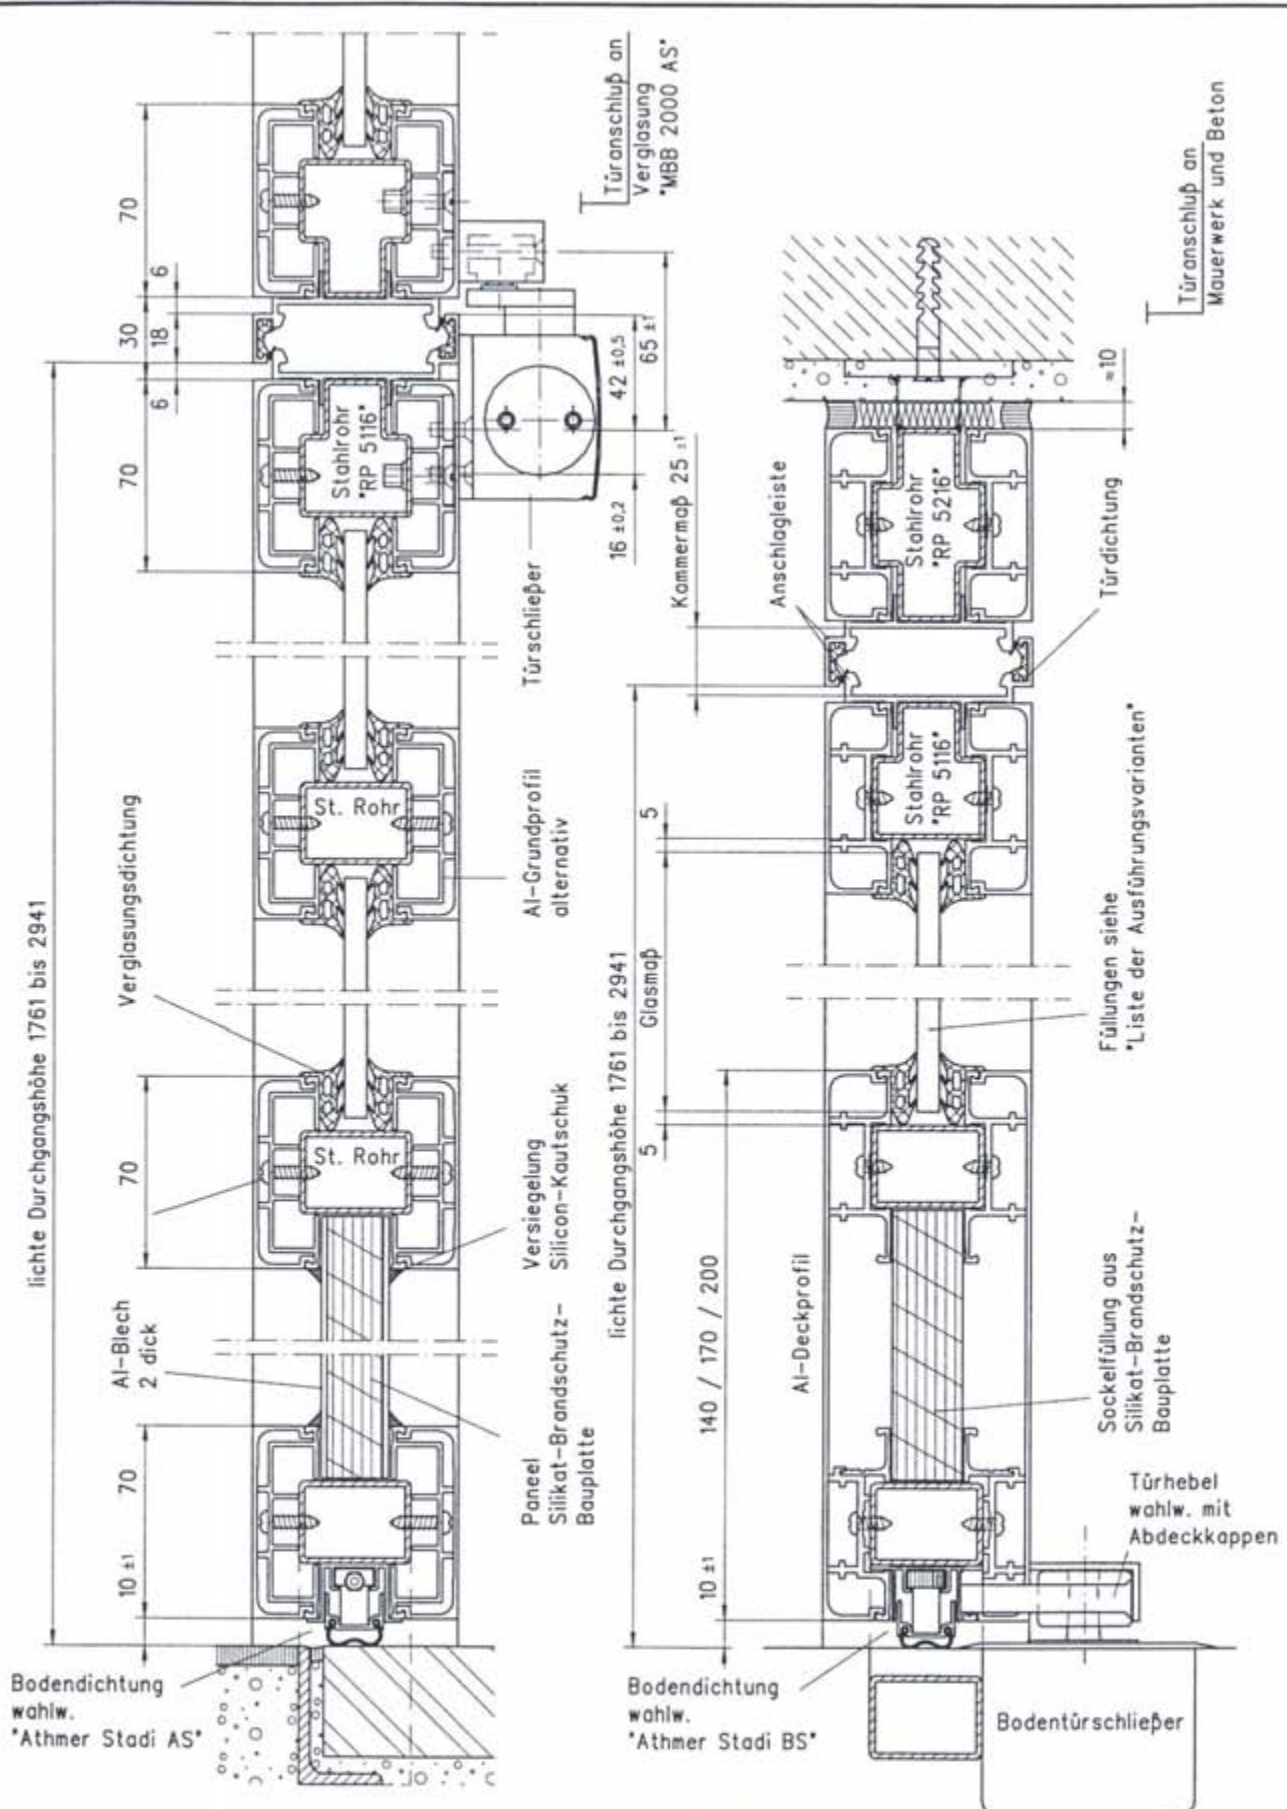 Türanschluß an
Verglasung
"MBB 2000 AS"
Türanschluß an
Mauerwerk und Beton
70
6
30
18
6
70
65 ±1
42 ±0,5
16 ±0,2
Stahlrohr
"RP 5116"
Türschließer
lichte Durchgangshöhe 1761 bis 2941
Verglasungsdichtung
St. Rohr
Al-Grundprofil
alternativ
70
St. Rohr
Versiegelung
Silicon-Kautschuk
Al-Blech
2 dick
Paneel
Silikat-Brandschutz-
Bauplatte
70
10 ±1
Bodendichtung
wahlw.
"Athmer Stadi AS"
≈10
Kammermaß 25 ±1
Anschlagleiste
Stahlrohr
"RP 5216"
Türdichtung
Stahlrohr
"RP 5116"
5
Glasmaß
5
lichte Durchgangshöhe 1761 bis 2941
Füllungen siehe
"Liste der Ausführungsvarianten"
Al-Deckprofil
140 / 170 / 200
Sockelfüllung aus
Silikat-Brandschutz-
Bauplatte
Türhebel
wahlw. mit
Abdeckkappen
10 ±1
Bodendichtung
wahlw.
"Athmer Stadi BS"
Bodentürschließer